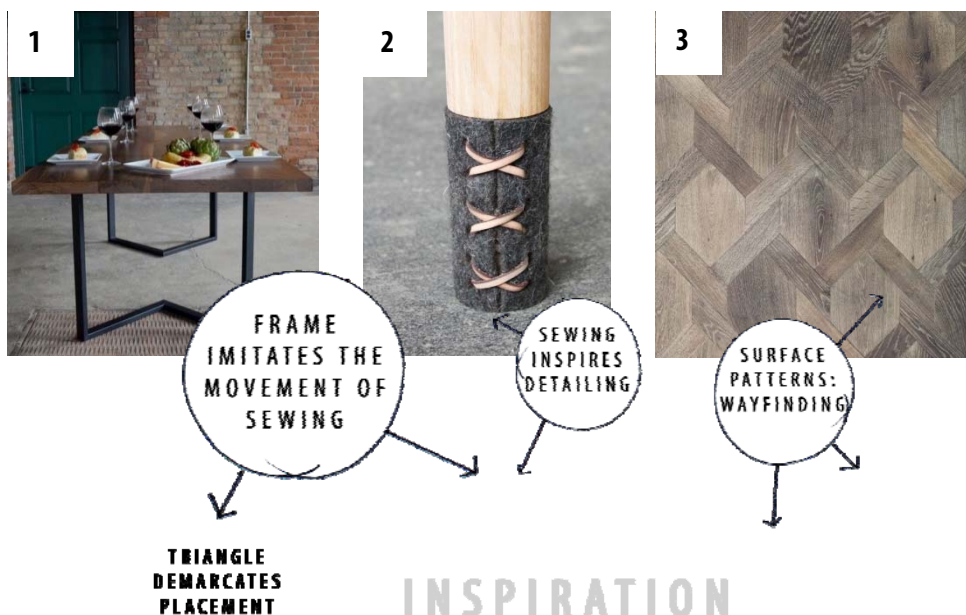 1
2
3
FRAME
IMITATES THE
MOVEMENT OF
SEWING
SEWING
INSPIRES
DETAILING
SURFACE
PATTERNS:
WAYFINDING
TRIANGLE
DEMARCATES
PLACEMENT
INSPIRATION